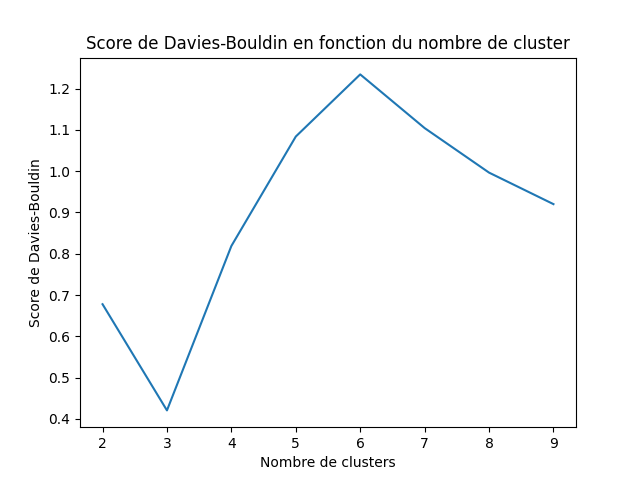 Score de Davies-Bouldin en fonction du nombre de cluster
1.2
1.1
1.0
0.9
0.8
0.7
0.6
0.5
0.4
Score de Davies-Bouldin
2 3 4 5 6 7 8 9
Nombre de clusters